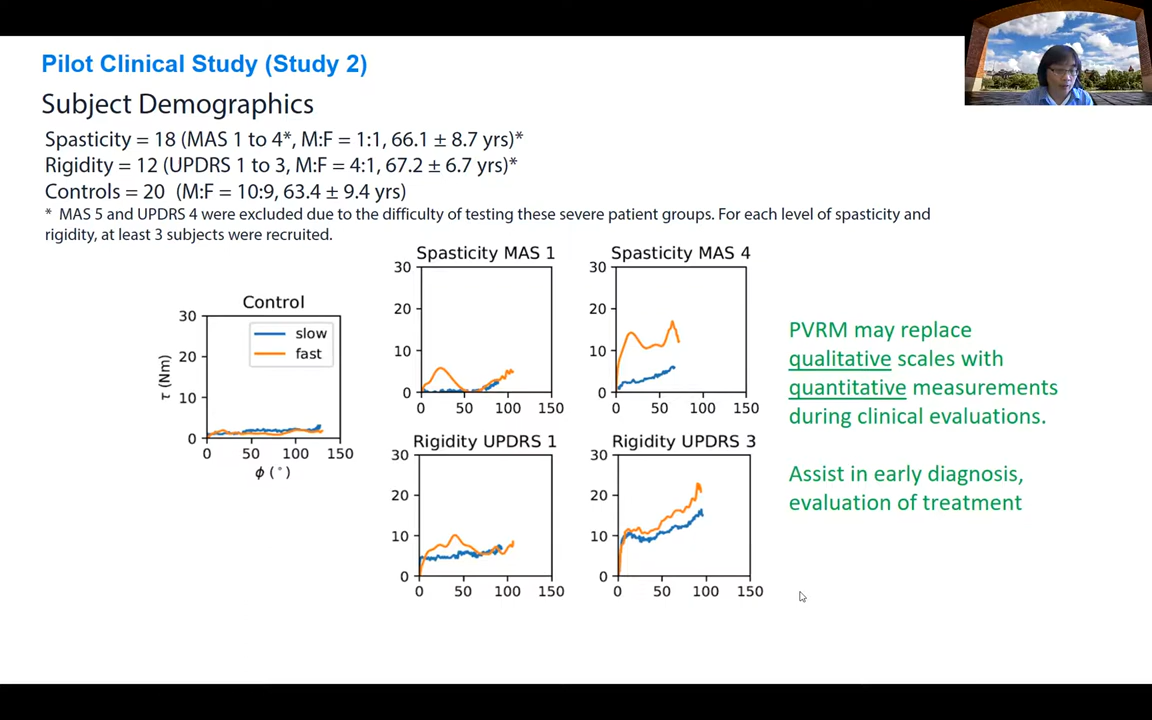 Pilot Clinical Study (Study 2)
Subject Demographics
Spasticity = 18 (MAS 1 to 4*, M:F = 1:1, 66.1 ± 8.7 yrs)*
Rigidity = 12 (UPDRS 1 to 3, M:F = 4:1, 67.2 ± 6.7 yrs)*
Controls = 20 (M:F = 10:9, 63.4 ± 9.4 yrs)
* MAS 5 and UPDRS 4 were excluded due to the difficulty of testing these severe patient groups. For each level of spasticity and
rigidity, at least 3 subjects were recruited.
Control
30
20
10
0
τ (Nm)
slow
fast
0 50 100 150
ϕ (°)
Spasticity MAS 1
30
20
10
0
0 50 100 150
Spasticity MAS 4
30
20
10
0
0 50 100 150
Rigidity UPDRS 1
30
20
10
0
0 50 100 150
Rigidity UPDRS 3
30
20
10
0
0 50 100 150
PVRM may replace
qualitative scales with
quantitative measurements
during clinical evaluations.
Assist in early diagnosis,
evaluation of treatment